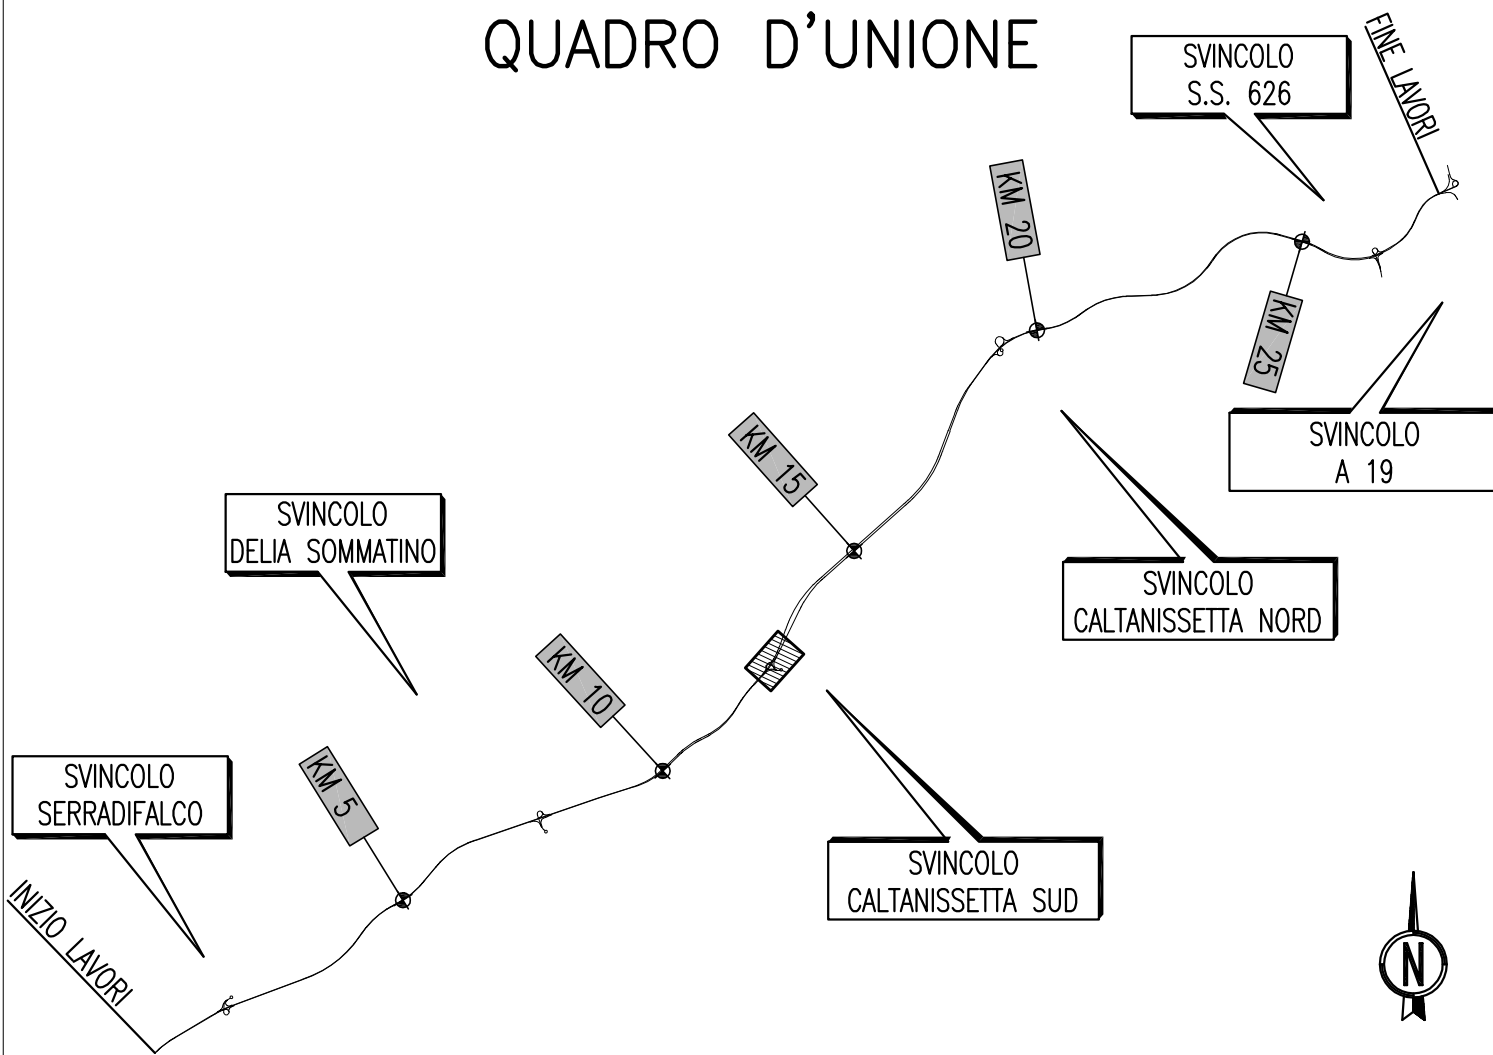 QUADRO D'UNIONE
SVINCOLO
S.S. 626
FINE LAVORI
KM 20
KM 25
SVINCOLO
A 19
KM 15
SVINCOLO
DELIA SOMMATINO
SVINCOLO
CALTANISSETTA NORD
KM 10
KM 5
SVINCOLO
SERRADIFALCO
SVINCOLO
CALTANISSETTA SUD
INIZIO LAVORI
N